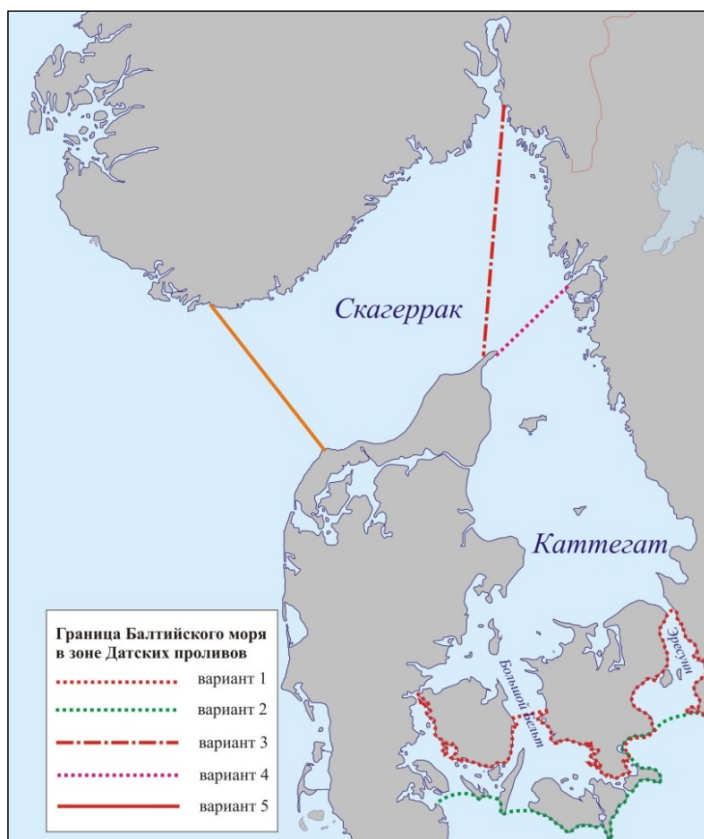 Скагеррак
Каттегат
Эресунн
Большой Бельт
Граница Балтийского моря
в зоне Датских проливов
вариант 1
вариант 2
вариант 3
вариант 4
вариант 5